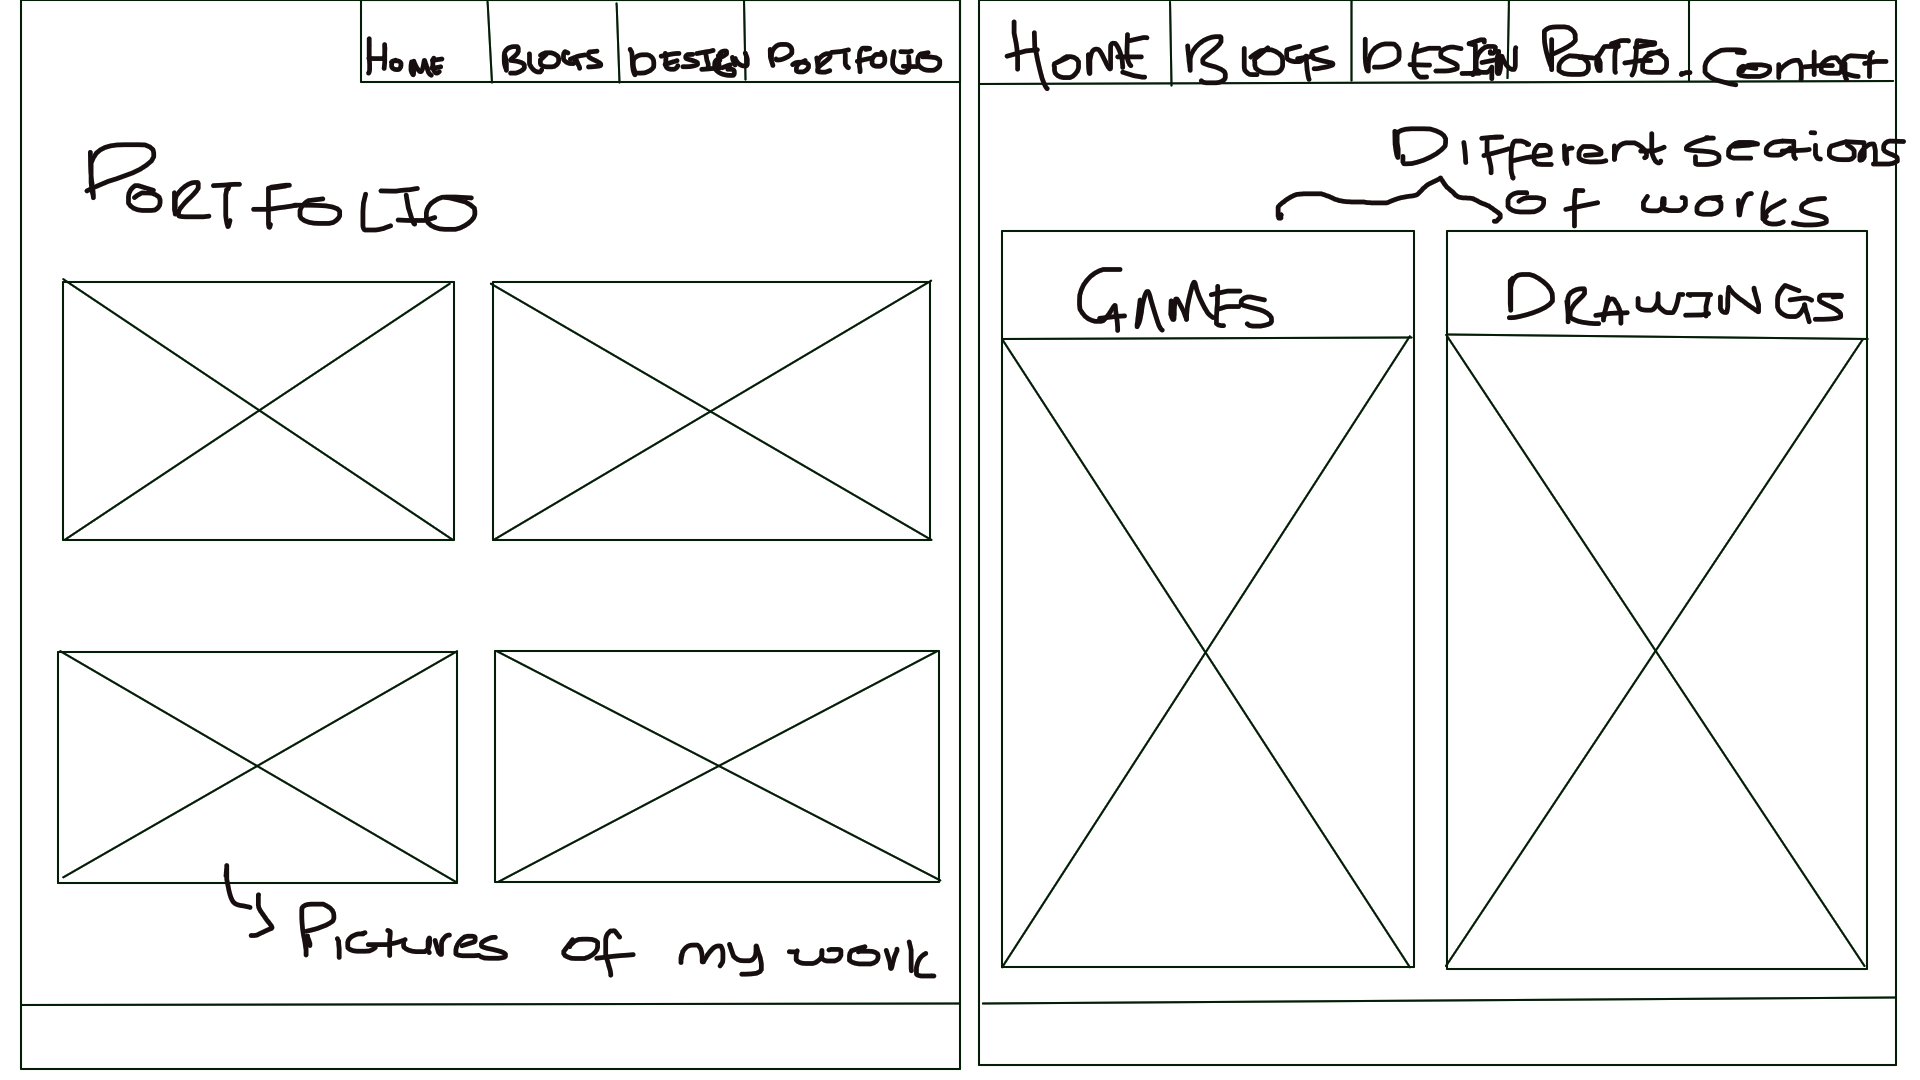 Home Blogs Design Portfolio
Portfolio
Pictures of my work
Home Blogs Design Portfo. Contact
Different sections
of works
Games Drawings